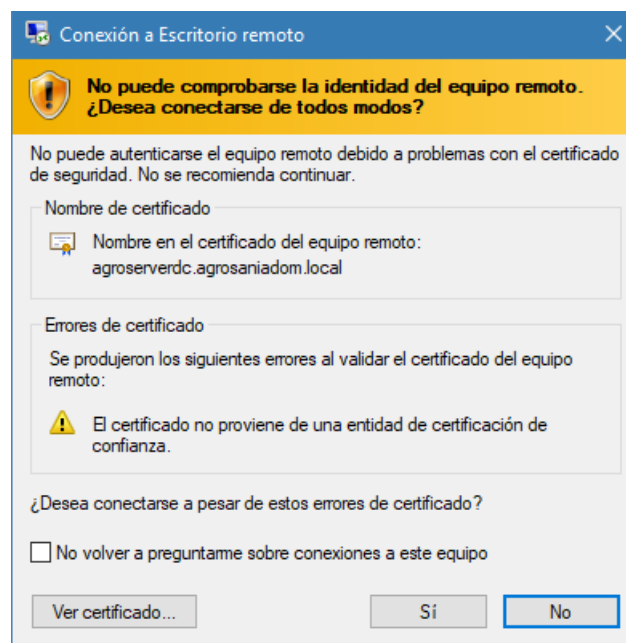 Conexión a Escritorio remoto
No puede comprobarse la identidad del equipo remoto.
¿Desea conectarse de todos modos?
No puede autenticarse el equipo remoto debido a problemas con el certificado
de seguridad. No se recomienda continuar.
Nombre de certificado
Nombre en el certificado del equipo remoto:
agroserverdc.agrosaniadom.local
Errores de certificado
Se produjeron los siguientes errores al validar el certificado del equipo
remoto:
El certificado no proviene de una entidad de certificación de
confianza.
¿Desea conectarse a pesar de estos errores de certificado?
No volver a preguntarme sobre conexiones a este equipo
Ver certificado...
Sí
No